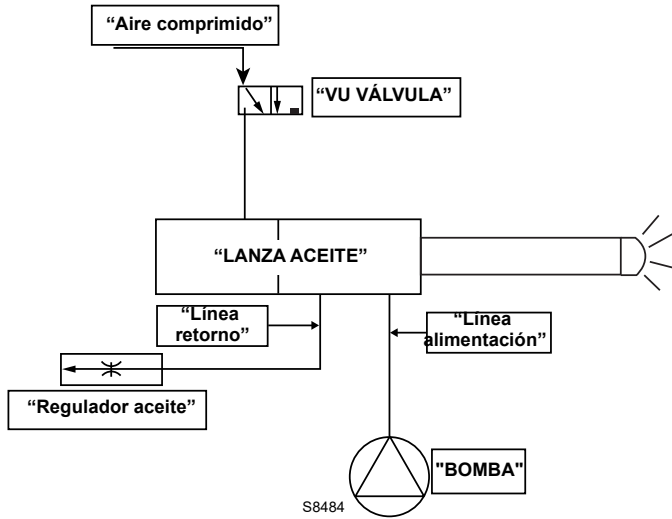 “Aire comprimido”
“VU VÁLVULA”
“LANZA ACEITE”
“Línea
retorno”
“Línea
alimentación”
“Regulador aceite”
"BOMBA"
S8484